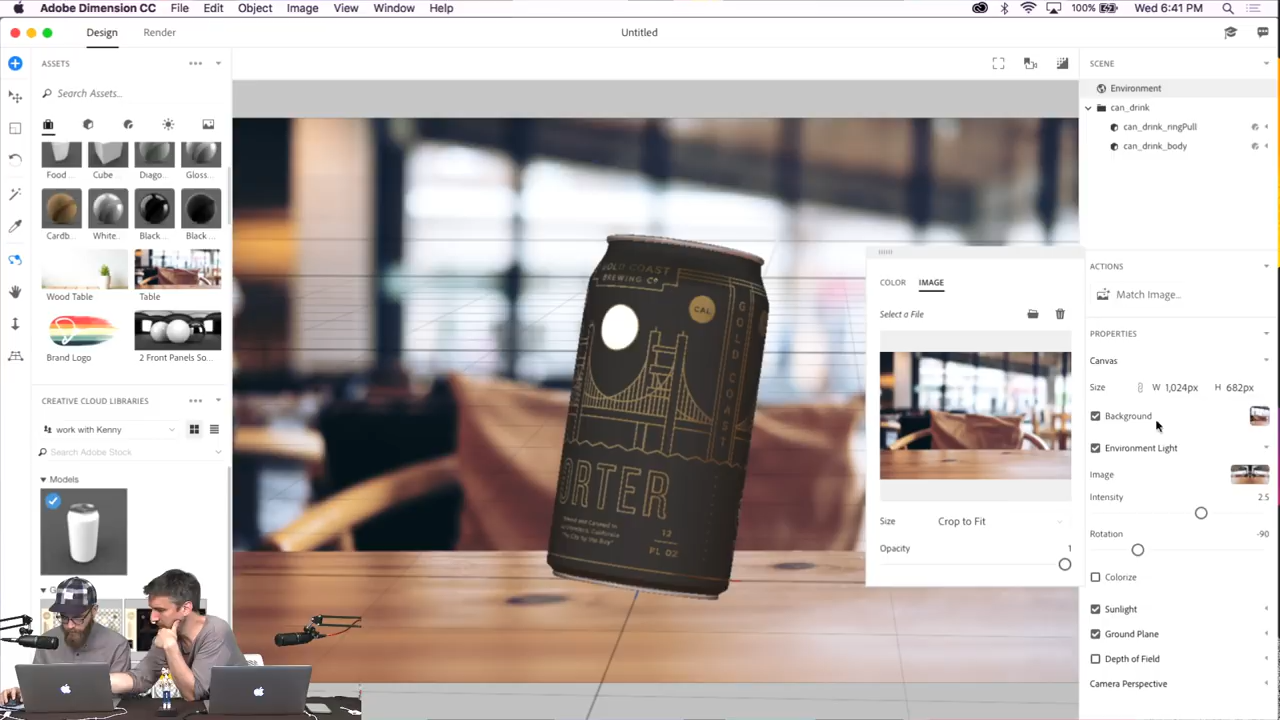 Adobe Dimension CC File Edit Object Image View Window Help 100% Wed 6:41 PM
Design Render Untitled
ASSETS
Search Assets...
Food ... Cube Diago... Gloss...
Cardb... White... Black... Black...
Wood Table Table
Brand Logo 2 Front Panels So...
CREATIVE CLOUD LIBRARIES
work with Kenny
Search Adobe Stock
Models
GOLD COAST
BREWING Co
CAL
GOLD COAST
ORTER
12
FL OZ
COLOR IMAGE
Select a File
Size Crop to Fit
Opacity 1
SCENE
Environment
can_drink
can_drink_ringPull
can_drink_body
ACTIONS
Match Image...
PROPERTIES
Canvas
Size W 1,024px H 682px
Background
Environment Light
Image
Intensity 2.5
Rotation -90
Colorize
Sunlight
Ground Plane
Depth of Field
Camera Perspective